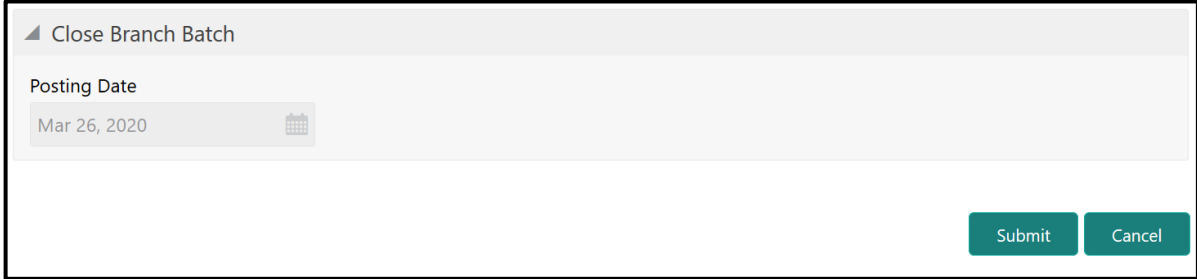 Close Branch Batch
Posting Date
Mar 26, 2020
Submit Cancel